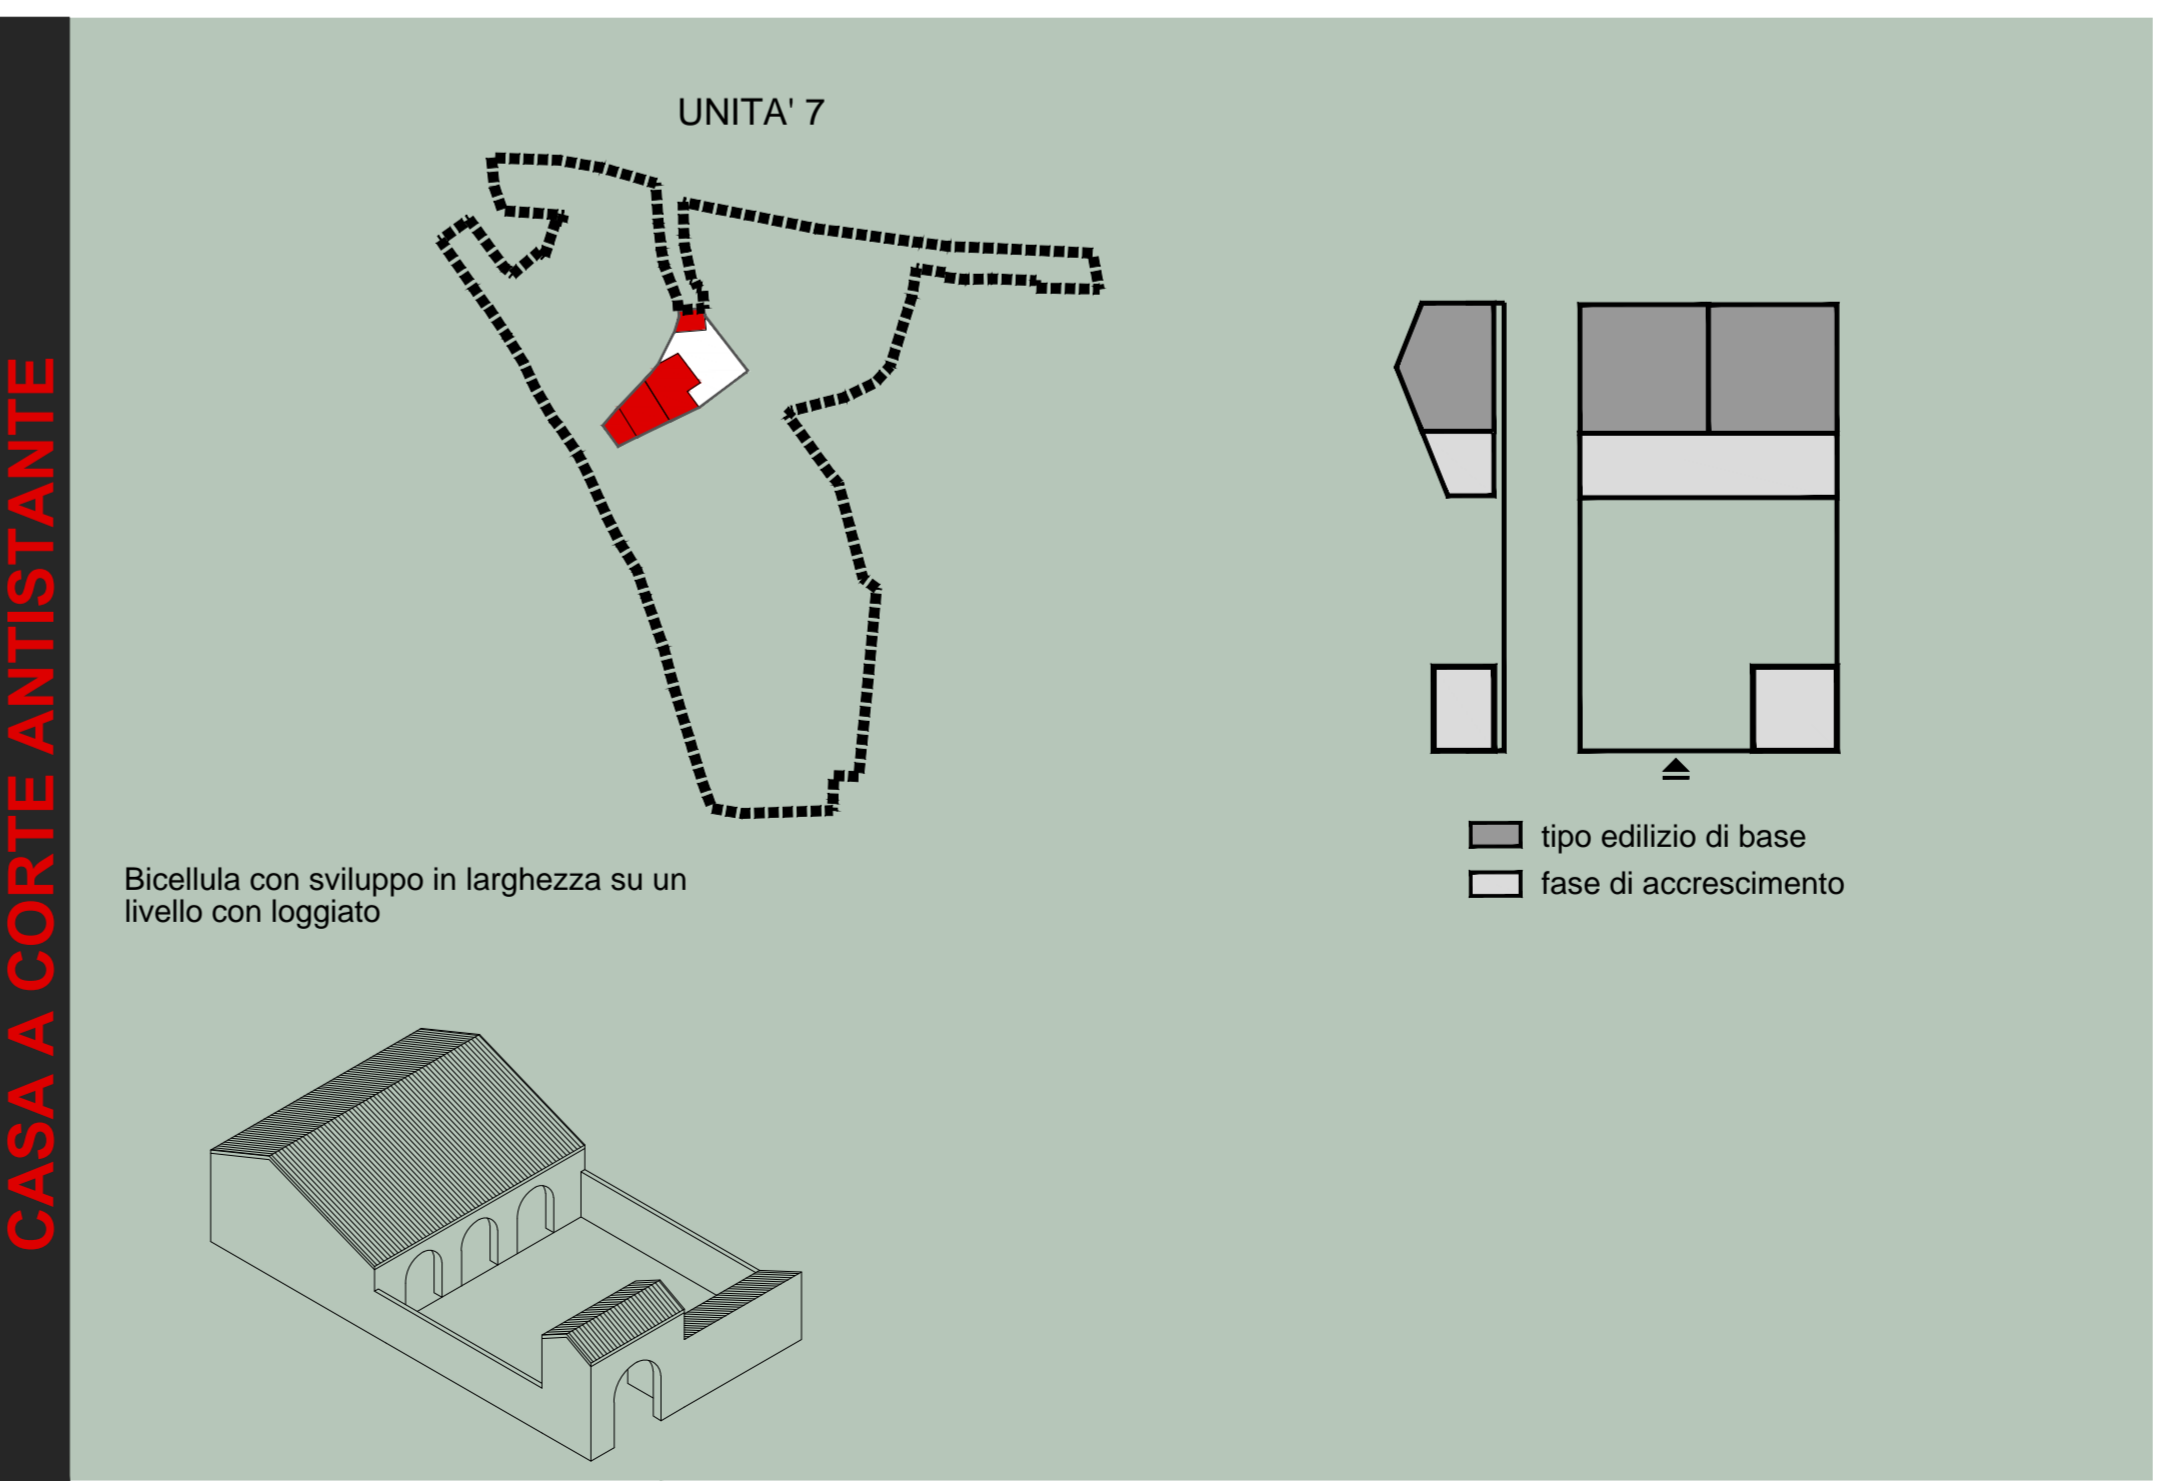 CASA A CORTE ANTISTANTE
UNITA' 7
tipo edilizio di base
fase di accrescimento
Bicellula con sviluppo in larghezza su un
livello con loggiato